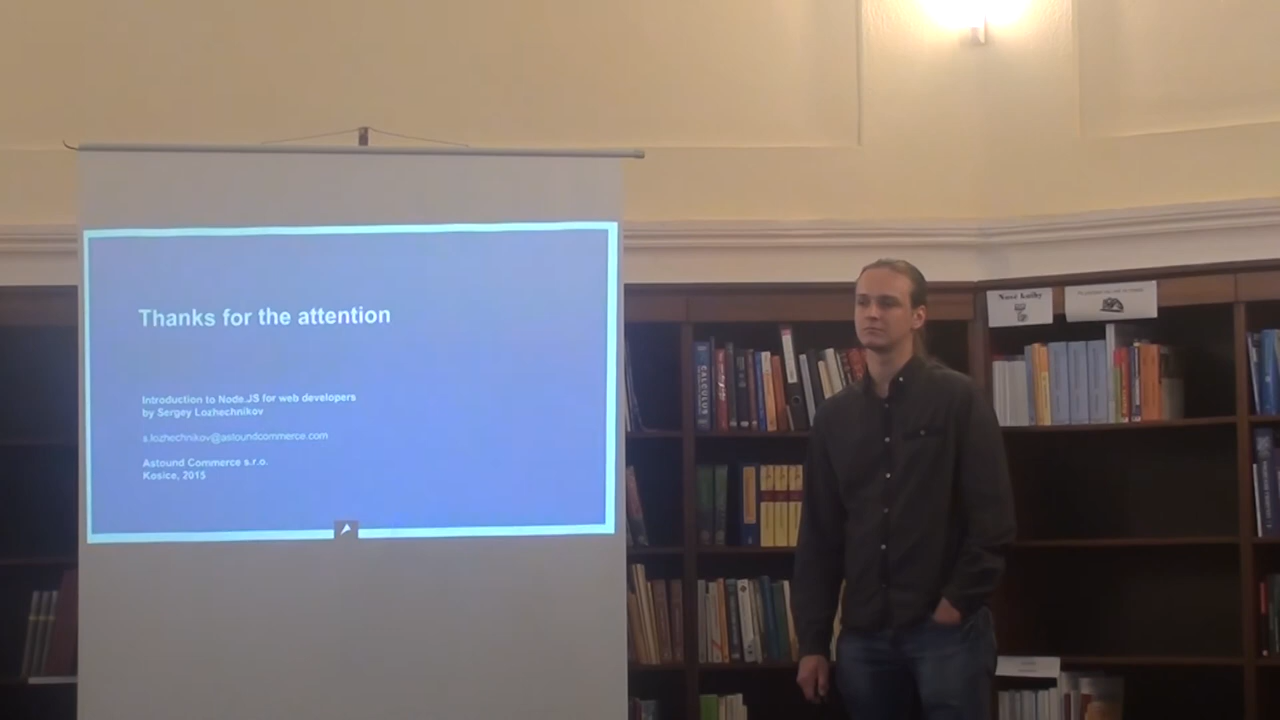 Thanks for the attention
Introduction to Node.JS for web developers
by Sergey Lozhechnikov
s.lozhechnikov@astoundcommerce.com
Astound Commerce s.r.o.
Kosice, 2015
Nové knihy
CALCULUS